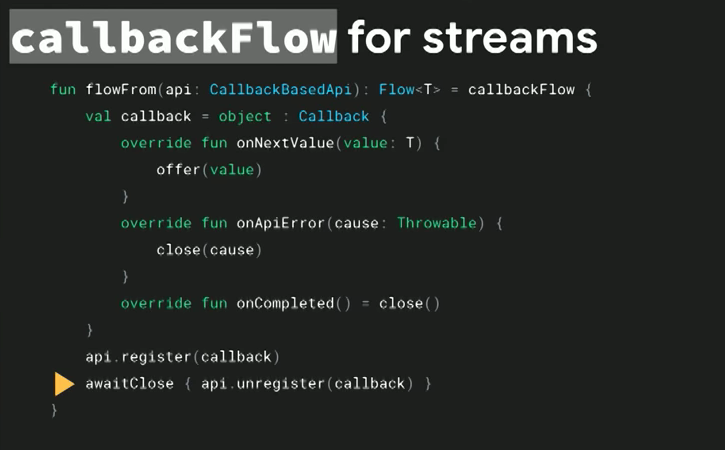 callbackFlow for streams
fun flowFrom(api: CallbackBasedApi): Flow<T> = callbackFlow {
val callback = object : Callback {
override fun onNextValue(value: T) {
offer(value)
}
override fun onApiError(cause: Throwable) {
close(cause)
}
override fun onCompleted() = close()
}
api.register(callback)
awaitClose { api.unregister(callback) }
}